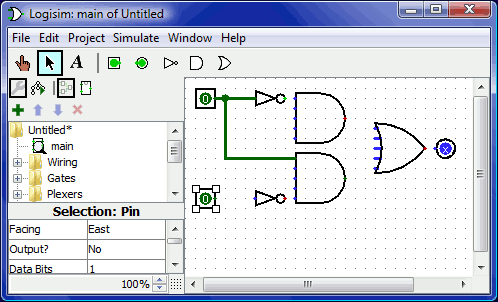 Logisim: main of Untitled
File Edit Project Simulate Window Help
A
0
Untitled*
main
Wiring
Gates
Plexers
0
x
Selection: Pin
Facing East
Output? No
Data Bits 1
100%